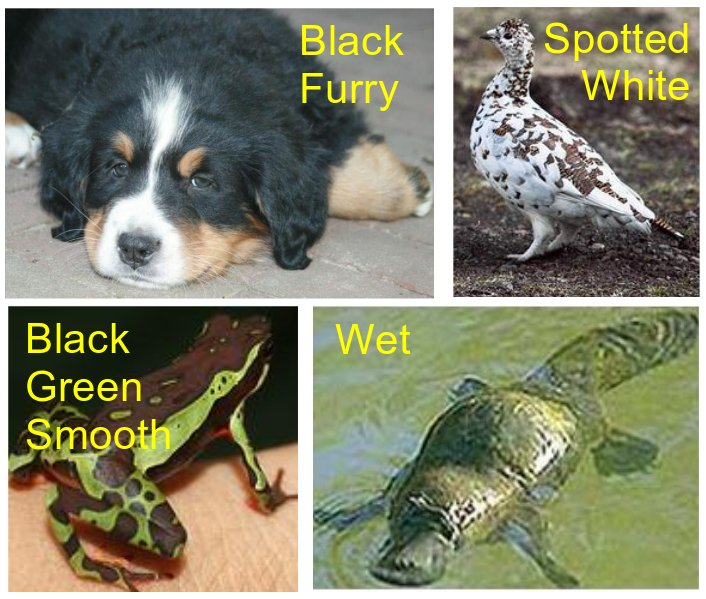 Black
Furry
Spotted
White
Black
Green
Smooth
Wet